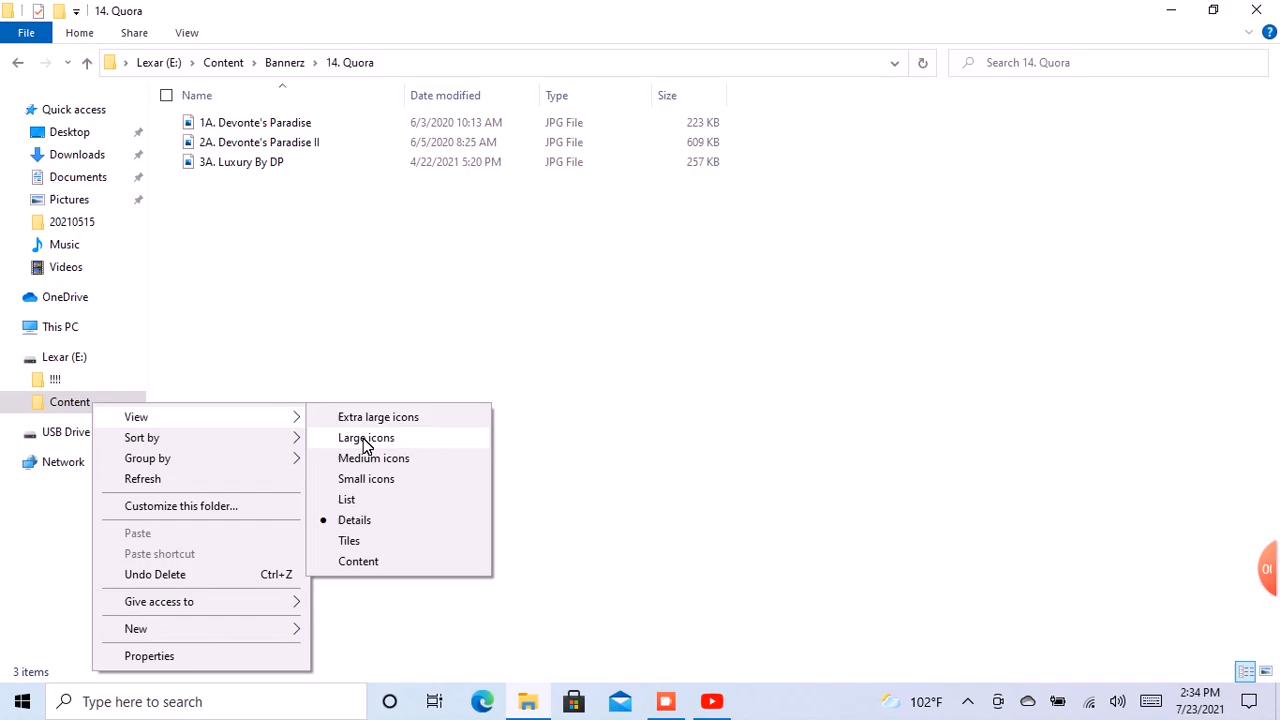 14. Quora
File Home Share View
Lexar (E:) Content Bannerz 14. Quora
Search 14. Quora
Name Date modified Type Size
1A. Devonte's Paradise 6/3/2020 10:13 AM JPG File 223 KB
2A. Devonte's Paradise II 6/5/2020 8:25 AM JPG File 609 KB
3A. Luxury By DP 4/22/2021 5:20 PM JPG File 257 KB
Quick access
Desktop
Downloads
Documents
Pictures
20210515
Music
Videos
OneDrive
This PC
Lexar (E:)
!!!!
Content
USB Drive
Network
View
Sort by
Group by
Refresh
Customize this folder...
Paste
Paste shortcut
Undo Delete Ctrl+Z
Give access to
New
Properties
Extra large icons
Large icons
Medium icons
Small icons
List
Details
Tiles
Content
3 items
Type here to search
102°F
2:34 PM
7/23/2021